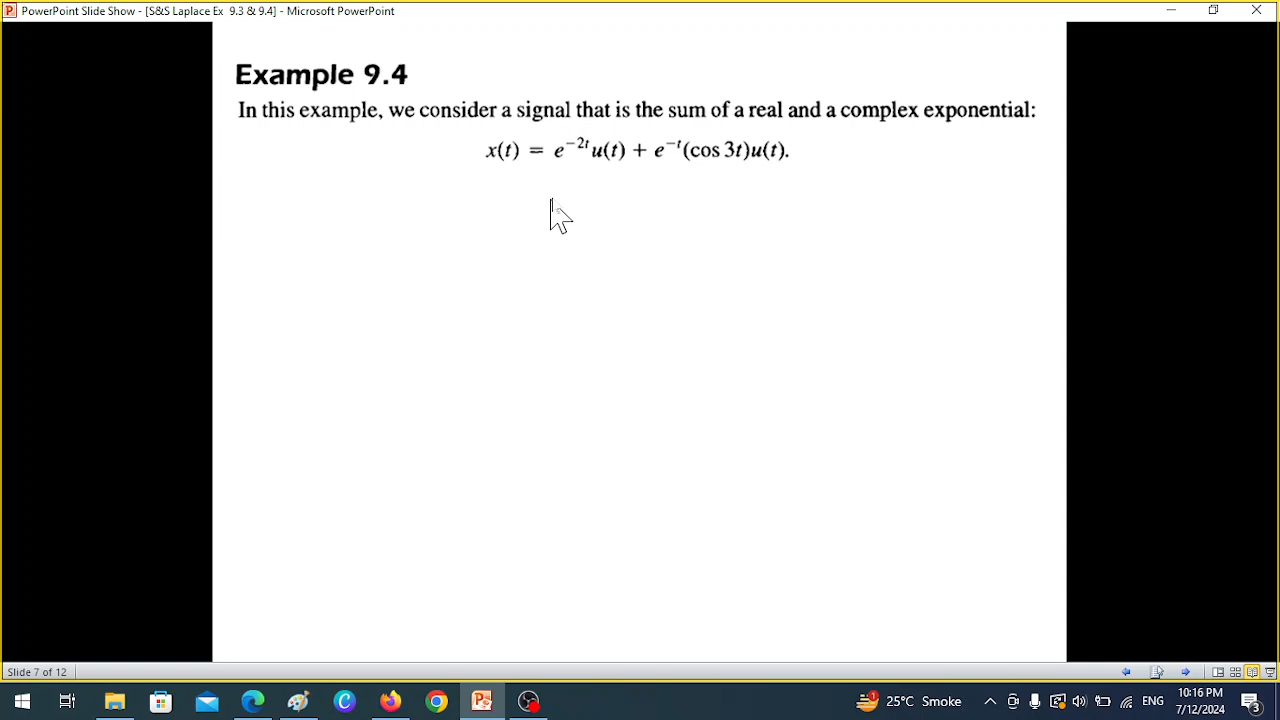 PowerPoint Slide Show - [S&S Laplace Ex 9.3 & 9.4] - Microsoft PowerPoint
Example 9.4
In this example, we consider a signal that is the sum of a real and a complex exponential:
x(t) = e^{-2t}u(t) + e^{-t}(cos 3t)u(t).
Slide 7 of 12
25°C Smoke
ENG
10:16 PM
7/12/2024
1
3